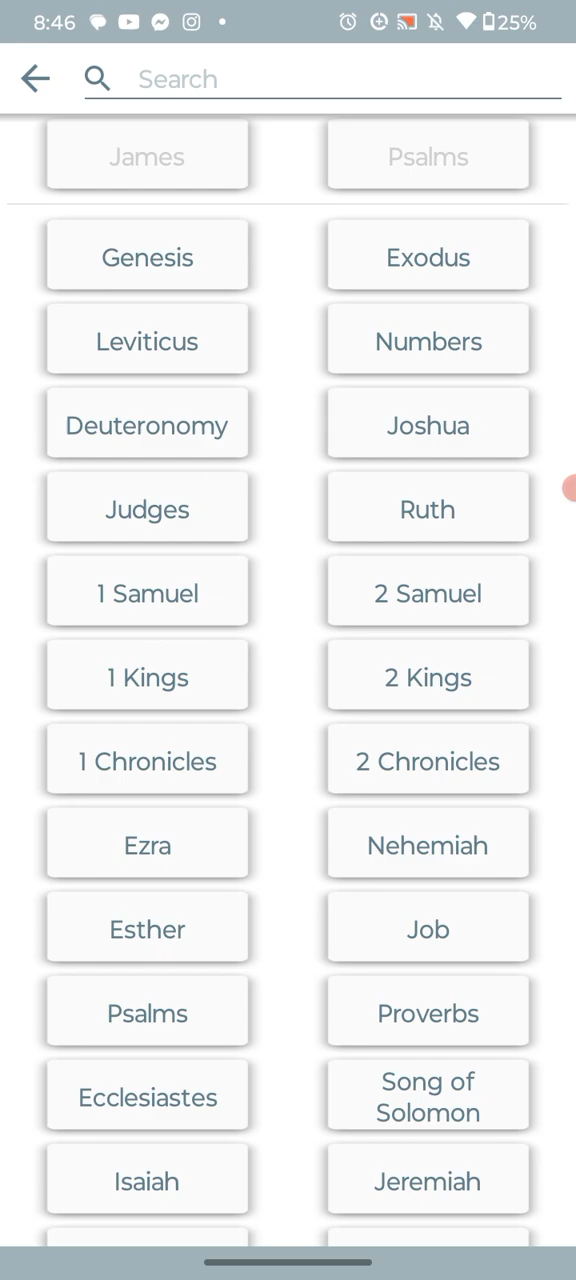 8:46 25%
Search
James Psalms
Genesis Exodus
Leviticus Numbers
Deuteronomy Joshua
Judges Ruth
1 Samuel 2 Samuel
1 Kings 2 Kings
1 Chronicles 2 Chronicles
Ezra Nehemiah
Esther Job
Psalms Proverbs
Ecclesiastes Song of
Solomon
Isaiah Jeremiah